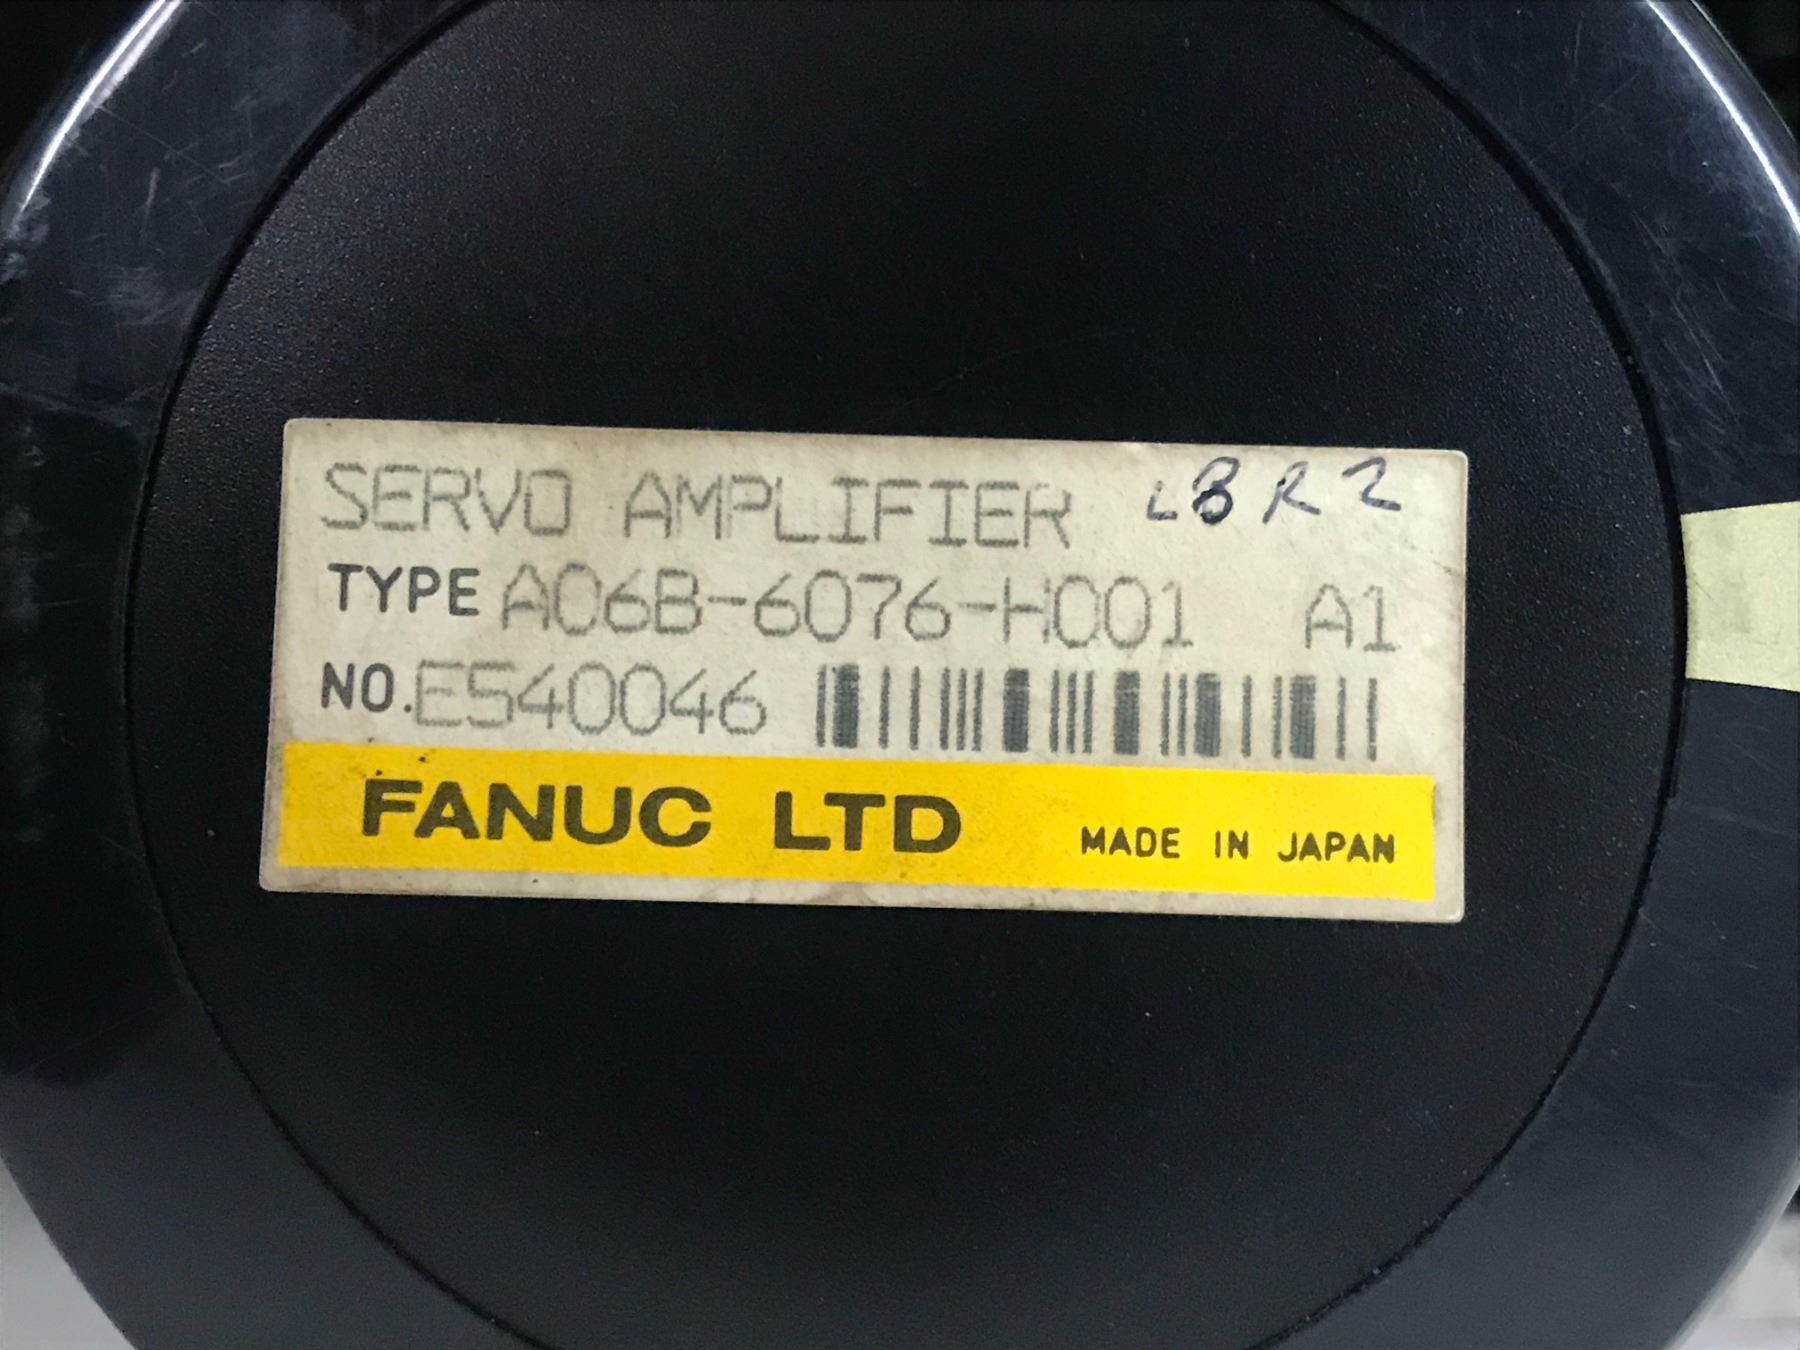 SERVO AMPLIFIER LBR2
TYPE A06B-6076-H001 A1
NO.E540046
FANUC LTD MADE IN JAPAN